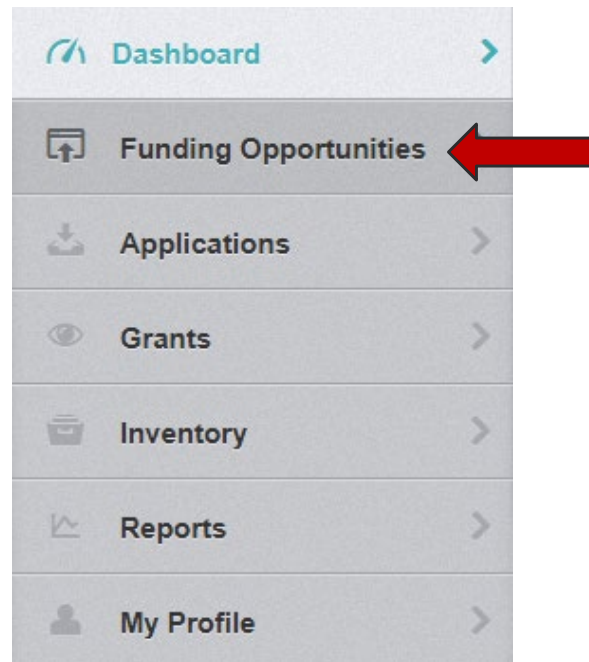 Dashboard
Funding Opportunities
Applications
Grants
Inventory
Reports
My Profile